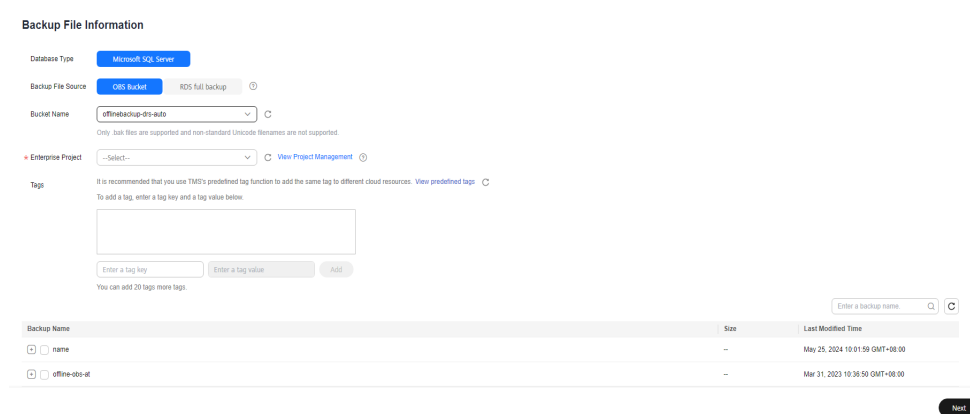 Backup File Information
Database Type Microsoft SQL Server
Backup File Source OBS Bucket RDS full backup
Bucket Name offlinebackup-drs-auto
Only .bak files are supported and non-standard Unicode filenames are not supported.
* Enterprise Project --Select-- View Project Management
Tags It is recommended that you use TMS's predefined tag function to add the same tag to different cloud resources. View predefined tags
To add a tag, enter a tag key and a tag value below.
Enter a tag key Enter a tag value Add
You can add 20 tags more tags.
Enter a backup name.
Backup Name Size Last Modified Time
name -- May 25, 2024 10:01:59 GMT+08:00
offline-obs-at -- Mar 31, 2023 10:36:50 GMT+08:00
Next